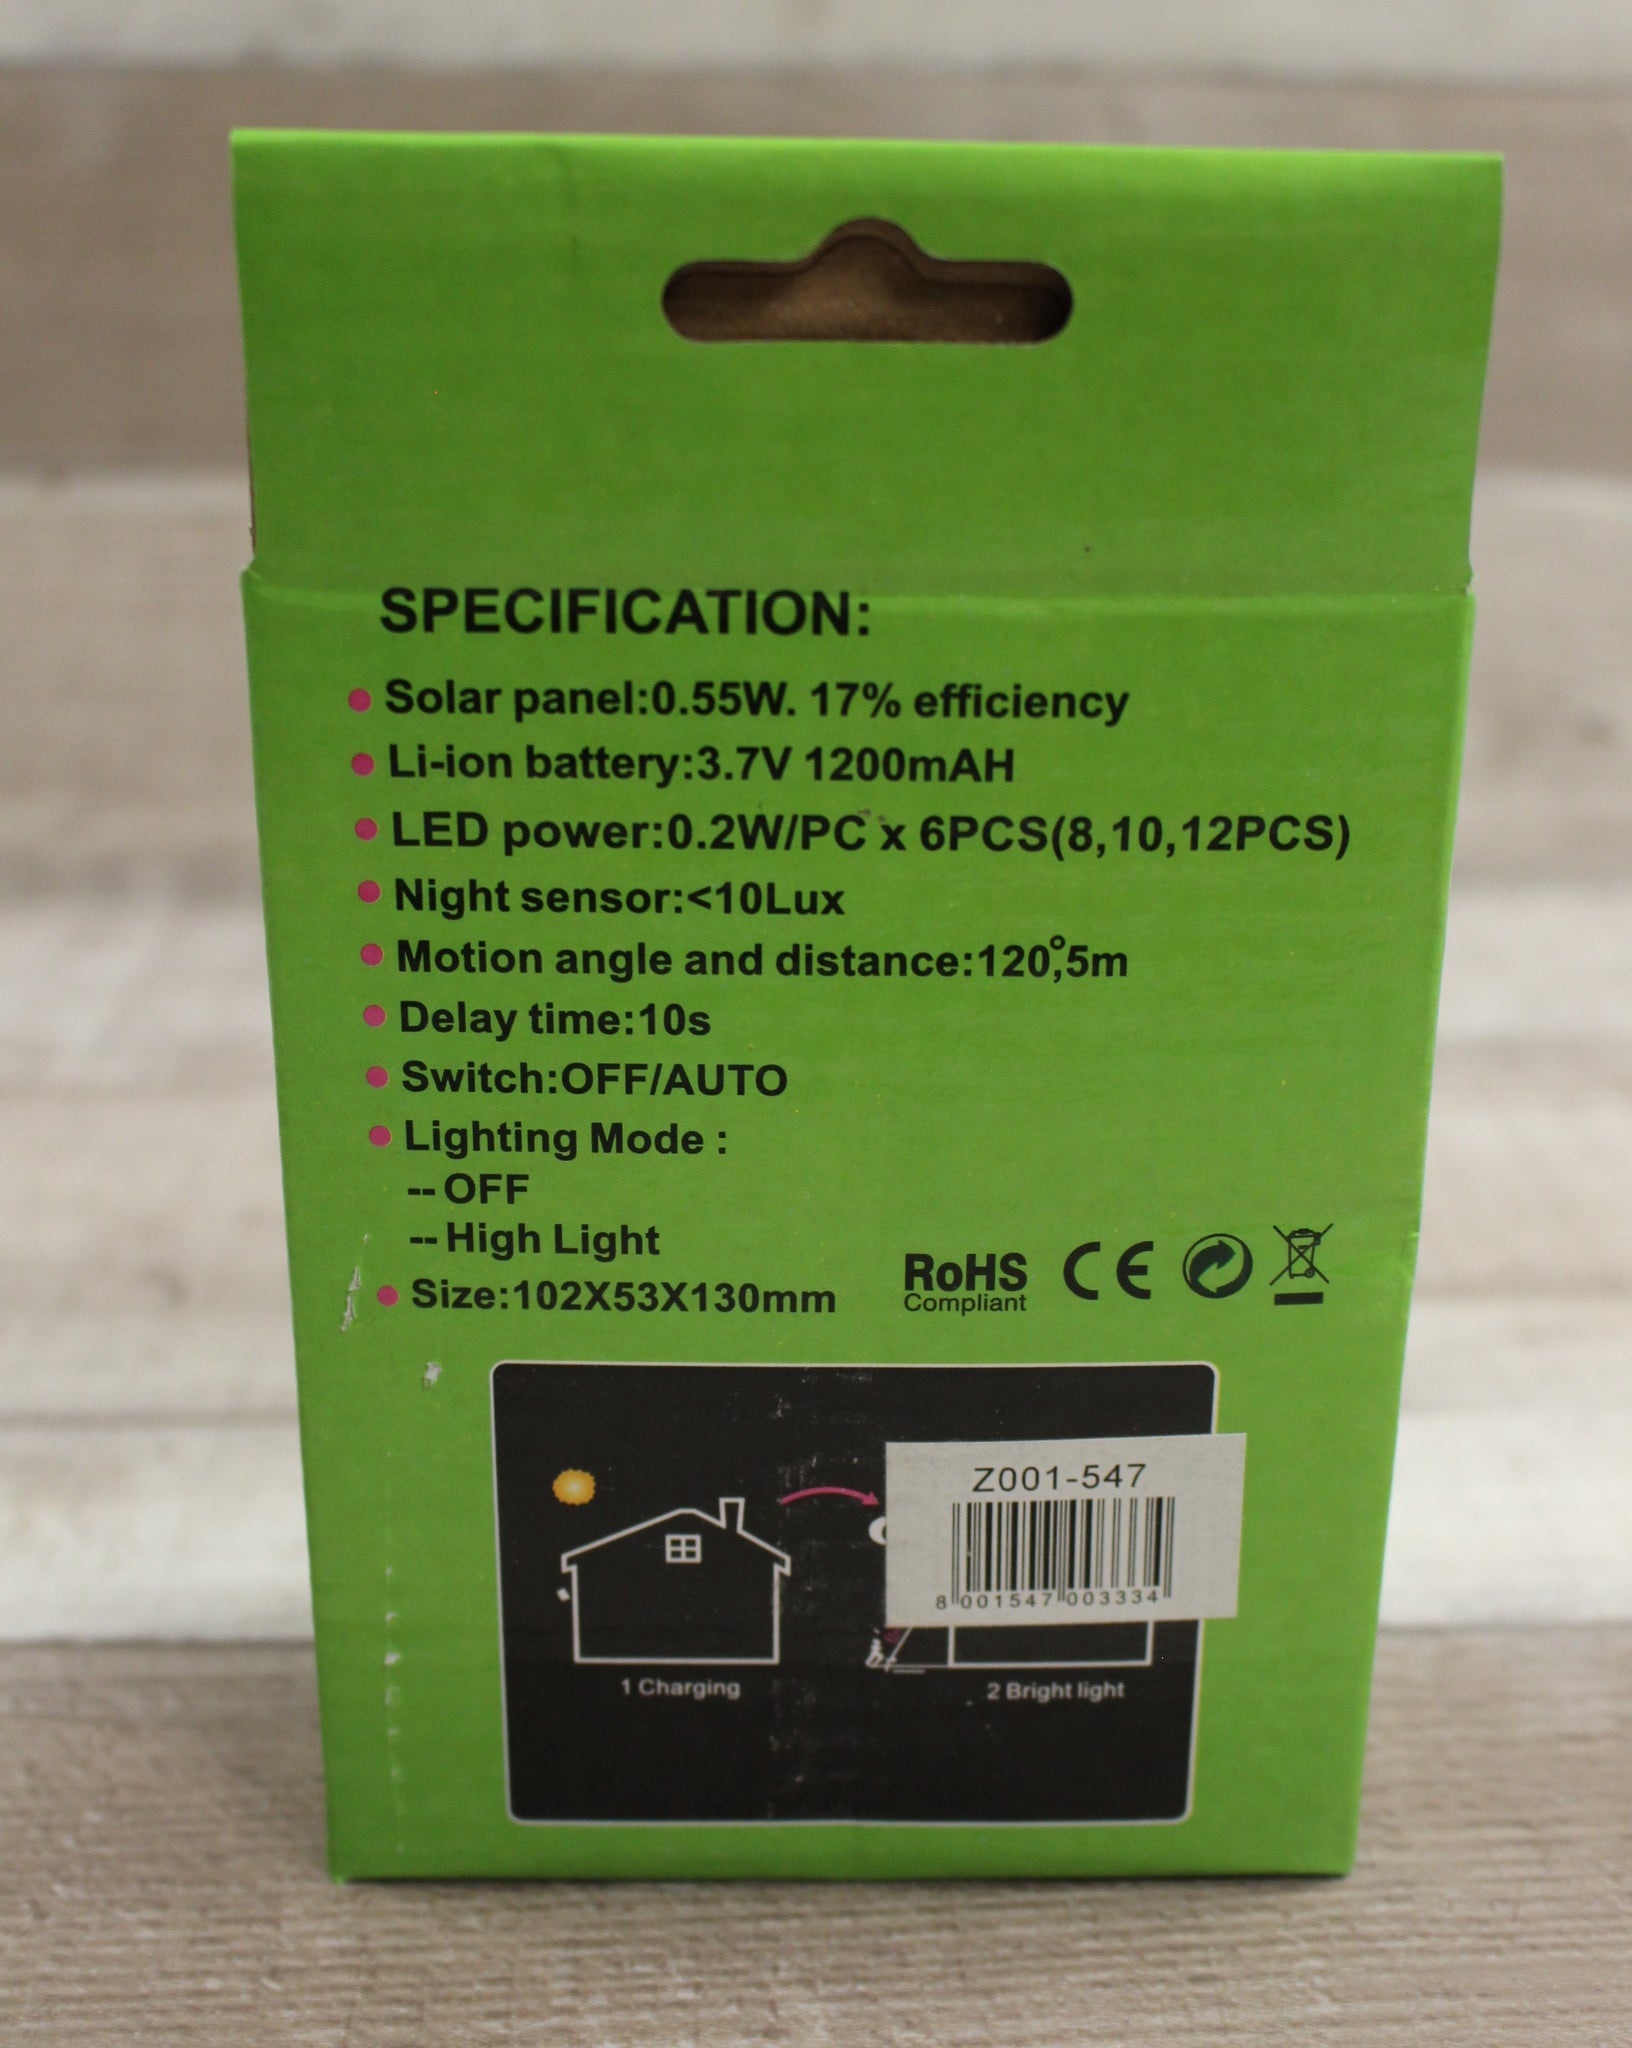 SPECIFICATION:
Solar panel:0.55W. 17% efficiency
Li-ion battery:3.7V 1200mAH
LED power:0.2W/PC x 6PCS(8,10,12PCS)
Night sensor:<10Lux
Motion angle and distance:120°,5m
Delay time:10s
Switch:OFF/AUTO
Lighting Mode :
-- OFF
-- High Light
Size:102X53X130mm
RoHS
Compliant
CE
Z001-547
8 001547 003334
1 Charging
2 Bright light